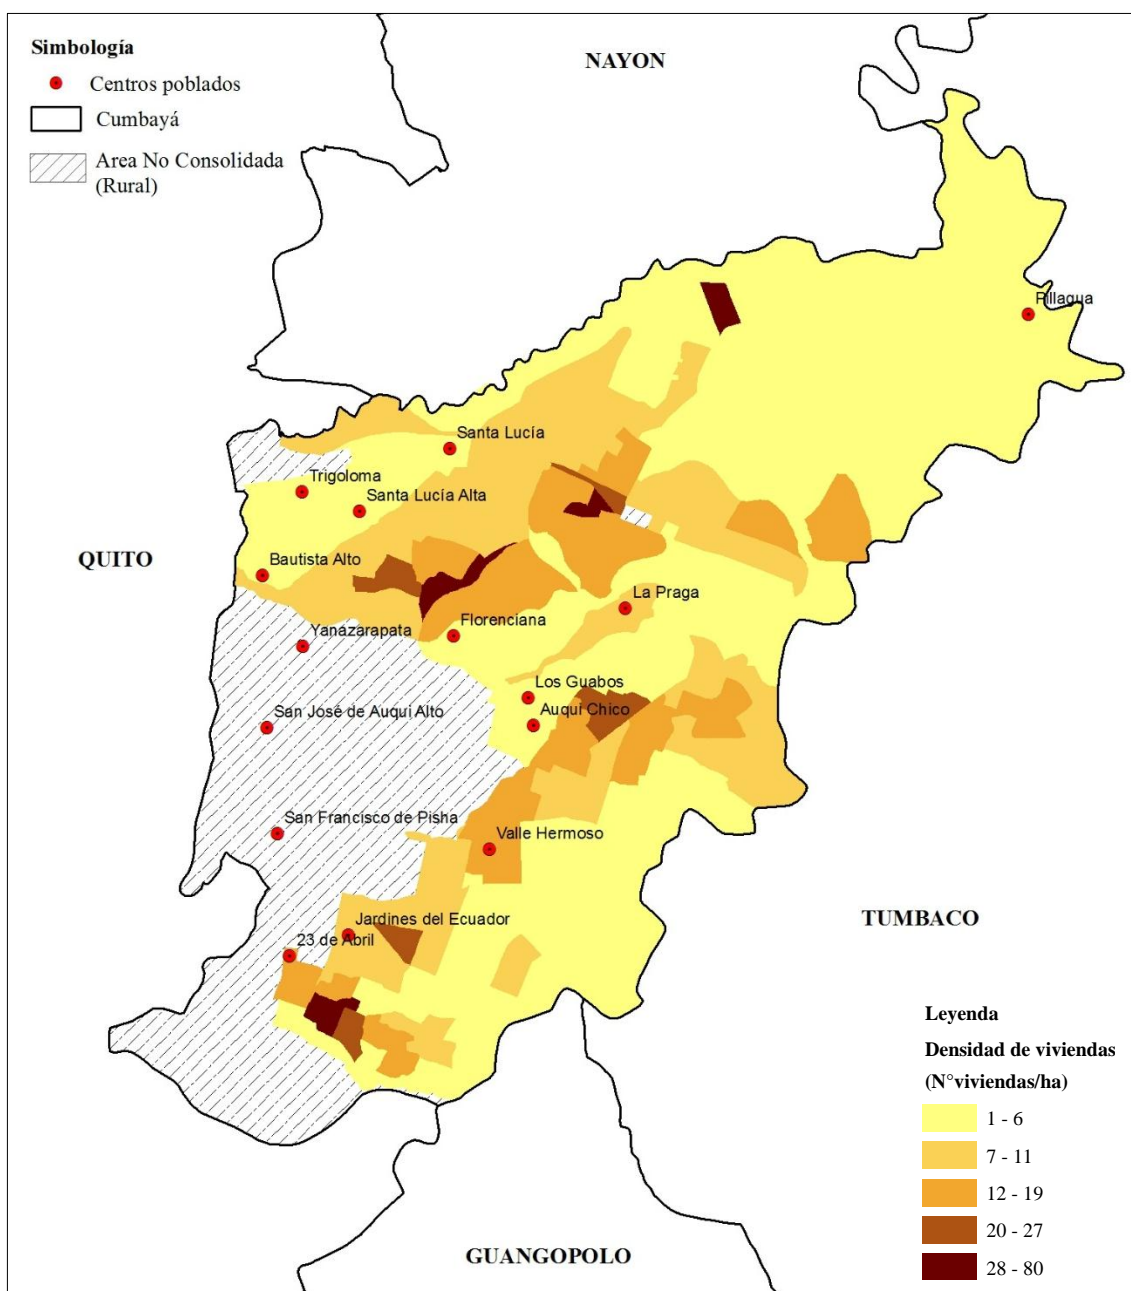 Simbología
Centros poblados
Cumbayá
Area No Consolidada
(Rural)
NAYON
Rillagua
Santa Lucía
Trigoloma
Santa Lucía Alta
QUITO
Bautista Alto
La Praga
Florenciana
Yanazarapata
Los Guabos
San José de Auqui Alto
Auqui Chico
San Francisco de Pisha
Valle Hermoso
Jardines del Ecuador
TUMBACO
23 de Abril
Leyenda
Densidad de viviendas
(N°viviendas/ha)
1 - 6
7 - 11
12 - 19
20 - 27
28 - 80
GUANGOPOLO